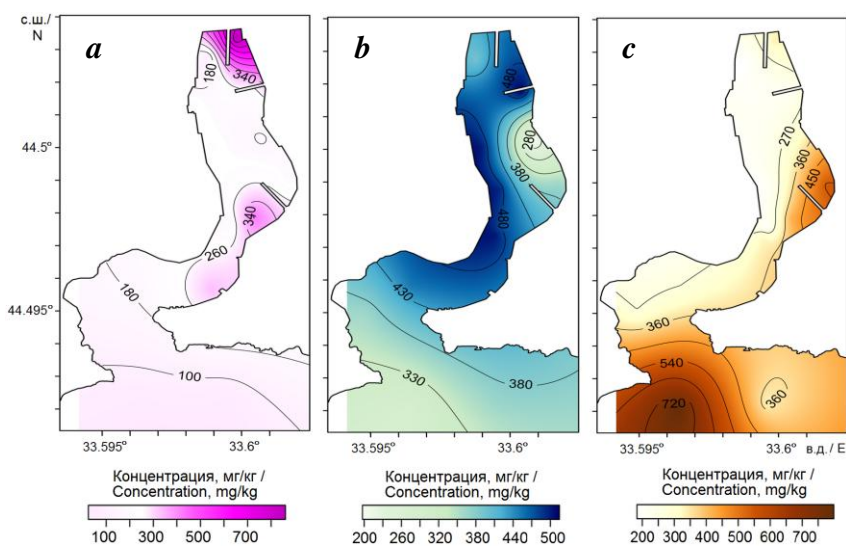 с.ш./
N
a
b
c
180
340
480
280
270
360
450
44.5°
380
340
260
480
180
430
360
44.495°
100
330
380
540
720
360
33.595°
33.6°
33.595°
33.6°
33.595°
33.6°
в.д./ E
Концентрация, мг/кг /
Concentration, mg/kg
100 300 500 700
Концентрация, мг/кг /
Concentration, mg/kg
200 260 320 380 440 500
Концентрация, мг/кг /
Concentration, mg/kg
200 300 400 500 600 700